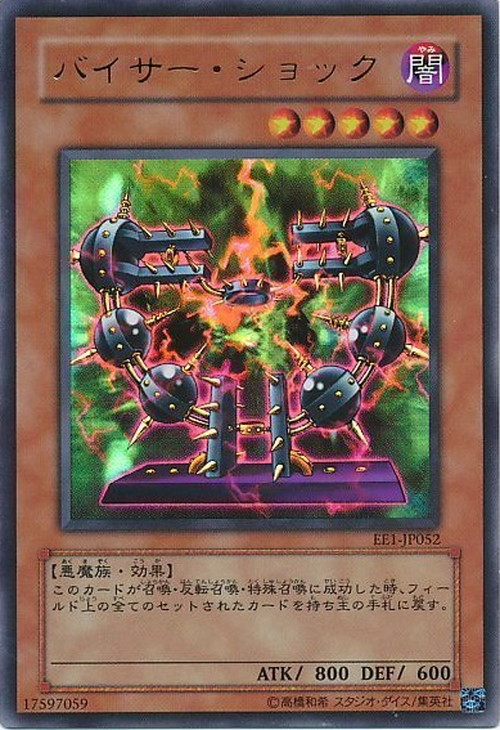 バイサー・ショック
やみ
闇
EE1-JP052
【悪魔族・効果】
このカードが召喚・反転召喚・特殊召喚に成功した時、フィ
ールド上の全てのセットされたカードを持ち主の手札に戻す。
ATK/ 800 DEF/ 600
17597059
©高橋和希 スタジオ・ダイス/集英社